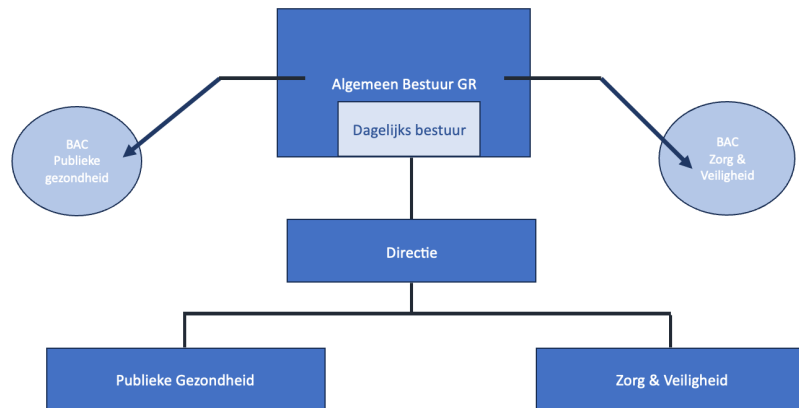 Algemeen Bestuur GR
Dagelijks bestuur
BAC
Publieke
gezondheid
BAC
Zorg &
Veiligheid
Directie
Publieke Gezondheid
Zorg & Veiligheid